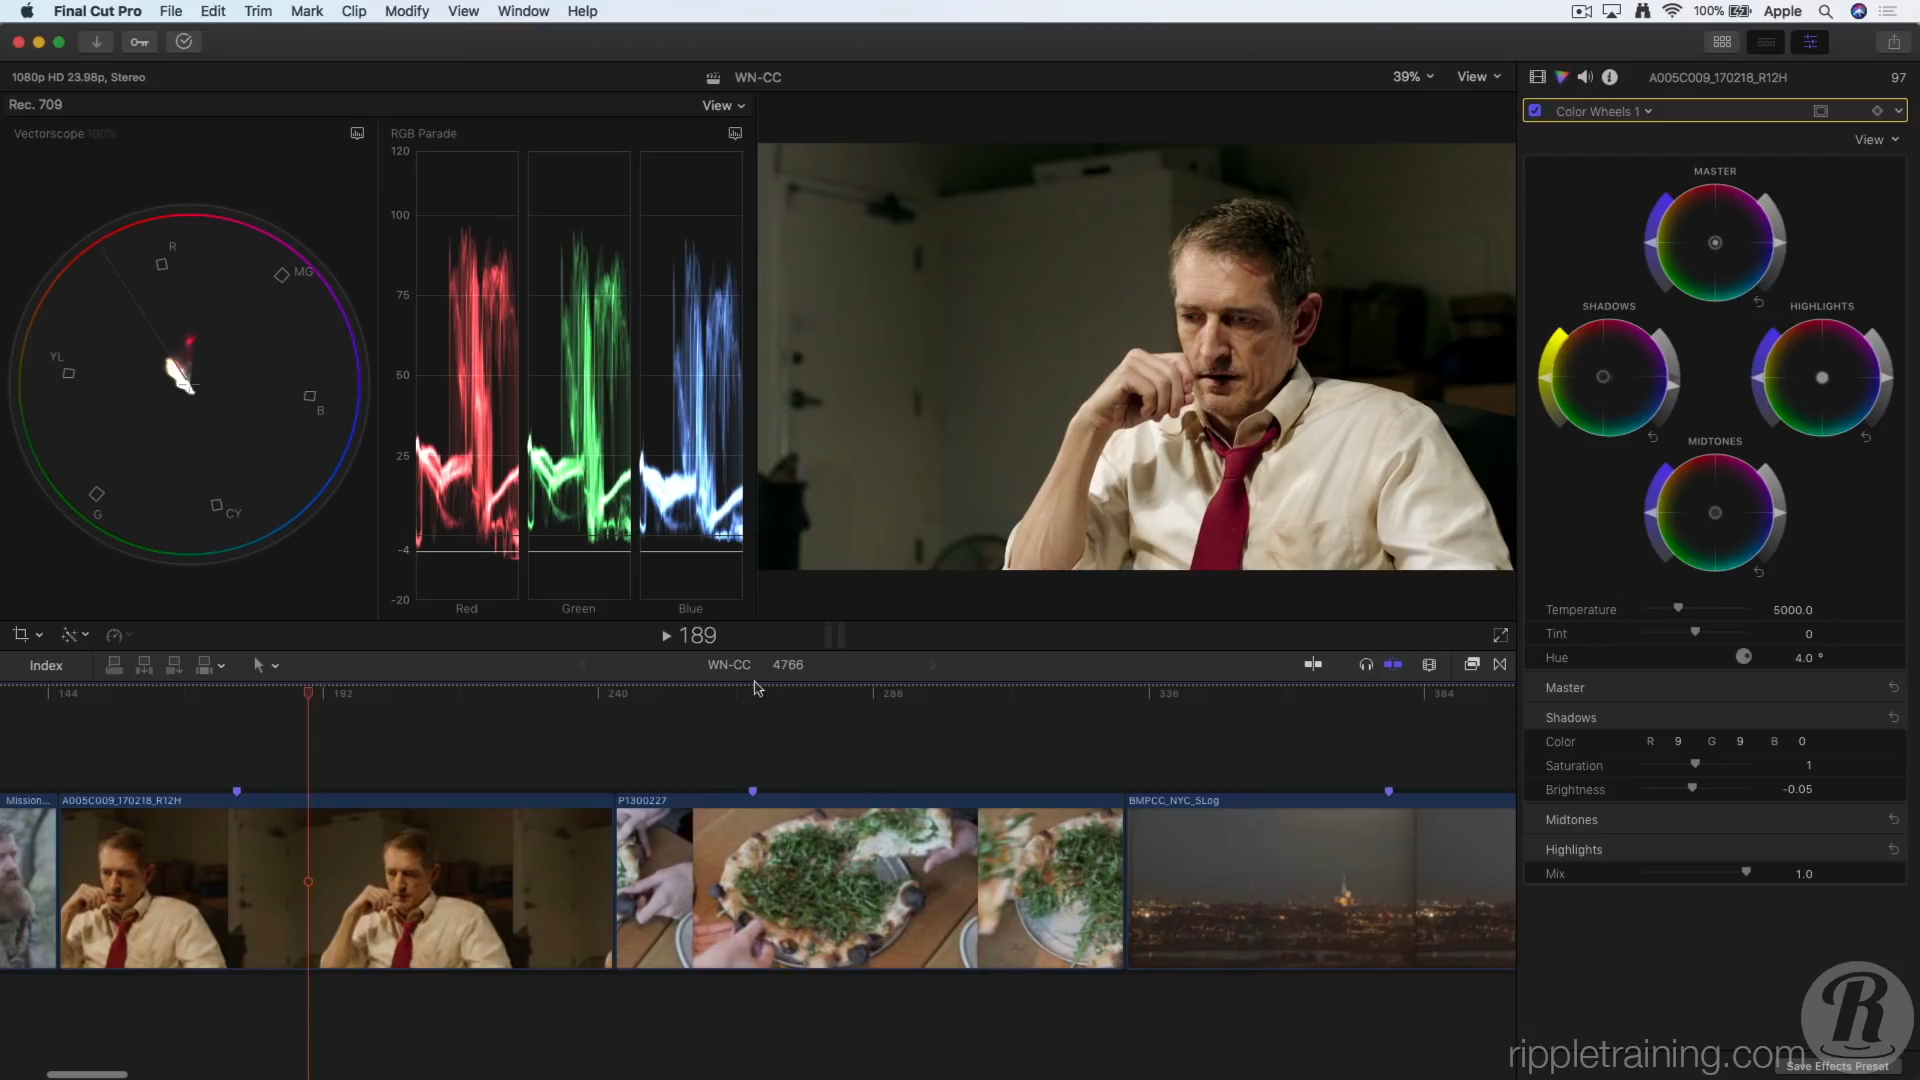 Final Cut Pro File Edit Trim Mark Clip Modify View Window Help 100% Apple
1080p HD 23.98p, Stereo WN-CC 39% View A005C009_170218_R12H 97
Rec. 709 View Color Wheels 1
View
Vectorscope 100% RGB Parade
120
100
75
50
25
-4
-20
Red Green Blue
R
MG
YL
B
G
CY
MASTER
SHADOWS HIGHLIGHTS
MIDTONES
Temperature 5000.0
Tint 0
Hue 4.0 °
Master
Shadows
Color R 9 G 9 B 0
Saturation 1
Brightness -0.05
Midtones
Highlights
Mix 1.0
189
Index WN-CC 4766
144 192 240 288 336 384
Mission... A005C009_170218_R12H P1300227 BMPCC_NYC_SLog
R
rippletraining.com
Save Effects Preset